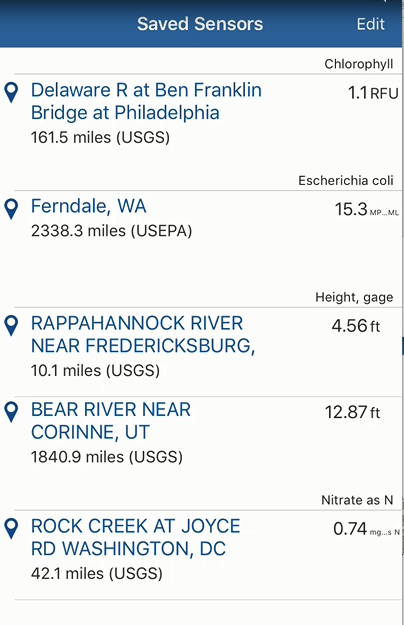 Saved Sensors
Edit
Chlorophyll
Delaware R at Ben Franklin
Bridge at Philadelphia
1.1 RFU
161.5 miles (USGS)
Escherichia coli
Ferndale, WA
15.3 MP...ML
2338.3 miles (USEPA)
Height, gage
RAPPAHANNOCK RIVER
NEAR FREDERICKSBURG,
4.56 ft
10.1 miles (USGS)
BEAR RIVER NEAR
CORINNE, UT
12.87 ft
1840.9 miles (USGS)
Nitrate as N
ROCK CREEK AT JOYCE
RD WASHINGTON, DC
0.74 mg...s N
42.1 miles (USGS)